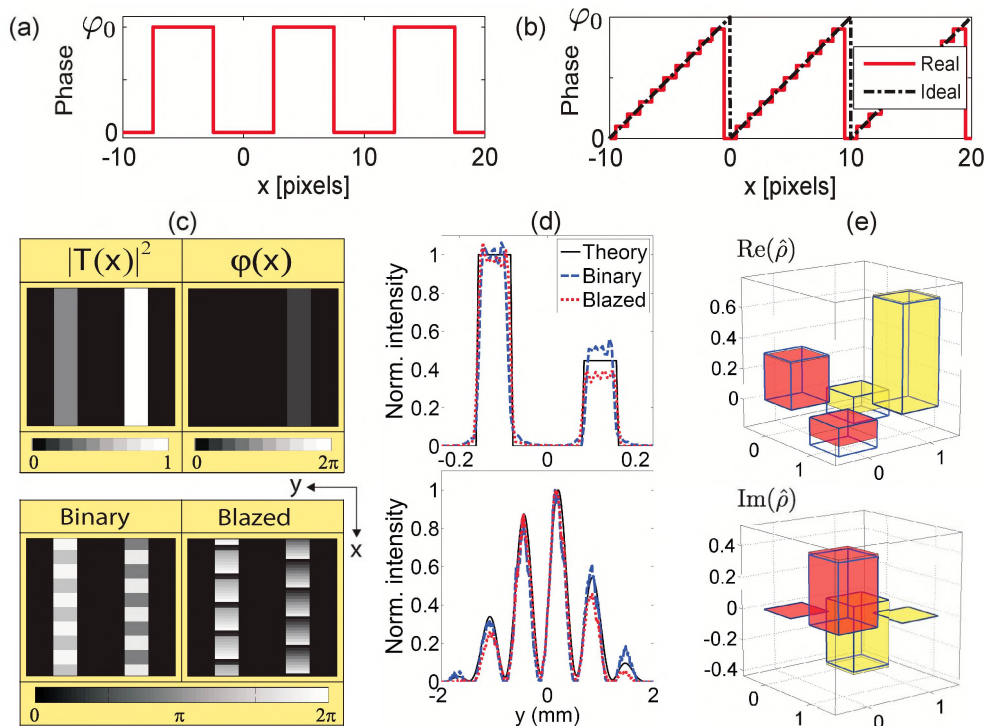 (a)
φ₀
Phase
0
-10
0
10
20
x [pixels]
(b)
φ₀
Phase
0
-10
0
10
20
x [pixels]
Real
Ideal
(c)
|T(x)|²
φ(x)
0
1
0
2π
y
x
Binary
Blazed
0
π
2π
(d)
Norm. intensity
1
0.8
0.6
0.4
0.2
0
-0.2
0
0.2
Theory
Binary
Blazed
Norm. intensity
1
0.8
0.6
0.4
0.2
0
-2
0
2
y (mm)
(e)
Re(ρ̂)
0.6
0.4
0.2
0
0
1
0
1
Im(ρ̂)
0.4
0.2
0
-0.2
-0.4
0
1
0
1